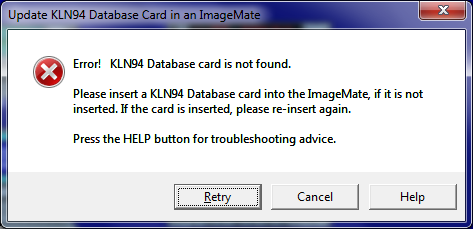 Update KLN94 Database Card in an ImageMate
Error!   KLN94 Database card is not found.
Please insert a KLN94 Database card into the ImageMate, if it is not
inserted. If the card is inserted, please re-insert again.
Press the HELP button for troubleshooting advice.
Retry
Cancel
Help